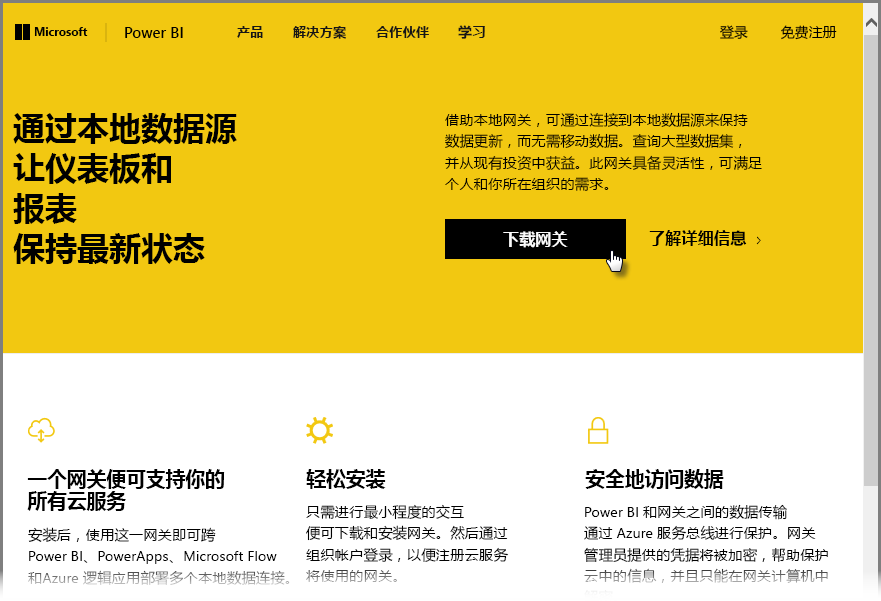 Microsoft Power BI 产品 解决方案 合作伙伴 学习 登录 免费注册
通过本地数据源
让仪表板和
报表
保持最新状态
借助本地网关，可通过连接到本地数据源来保持
数据更新，而无需移动数据。查询大型数据集，
并从现有投资中获益。此网关具备灵活性，可满足
个人和你所在组织的需求。
下载网关 了解详细信息 ›
一个网关便可支持你的
所有云服务
安装后，使用这一网关即可跨
Power BI、PowerApps、Microsoft Flow
和Azure 逻辑应用部署多个本地数据连接。
轻松安装
只需进行最小程度的交互
便可下载和安装网关。然后通过
组织帐户登录，以便注册云服务
将使用的网关。
安全地访问数据
Power BI 和网关之间的数据传输
通过 Azure 服务总线进行保护。网关
管理员提供的凭据将被加密，帮助保护
云中的信息，并且只能在网关计算机中